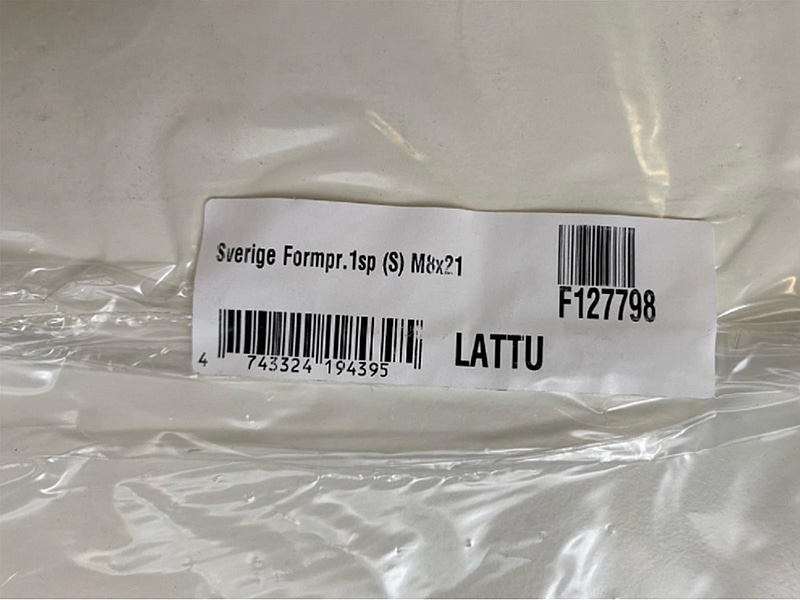 Sverige Formpr.1sp (S) M8x21
F127798
LATTU
4 743324 194395